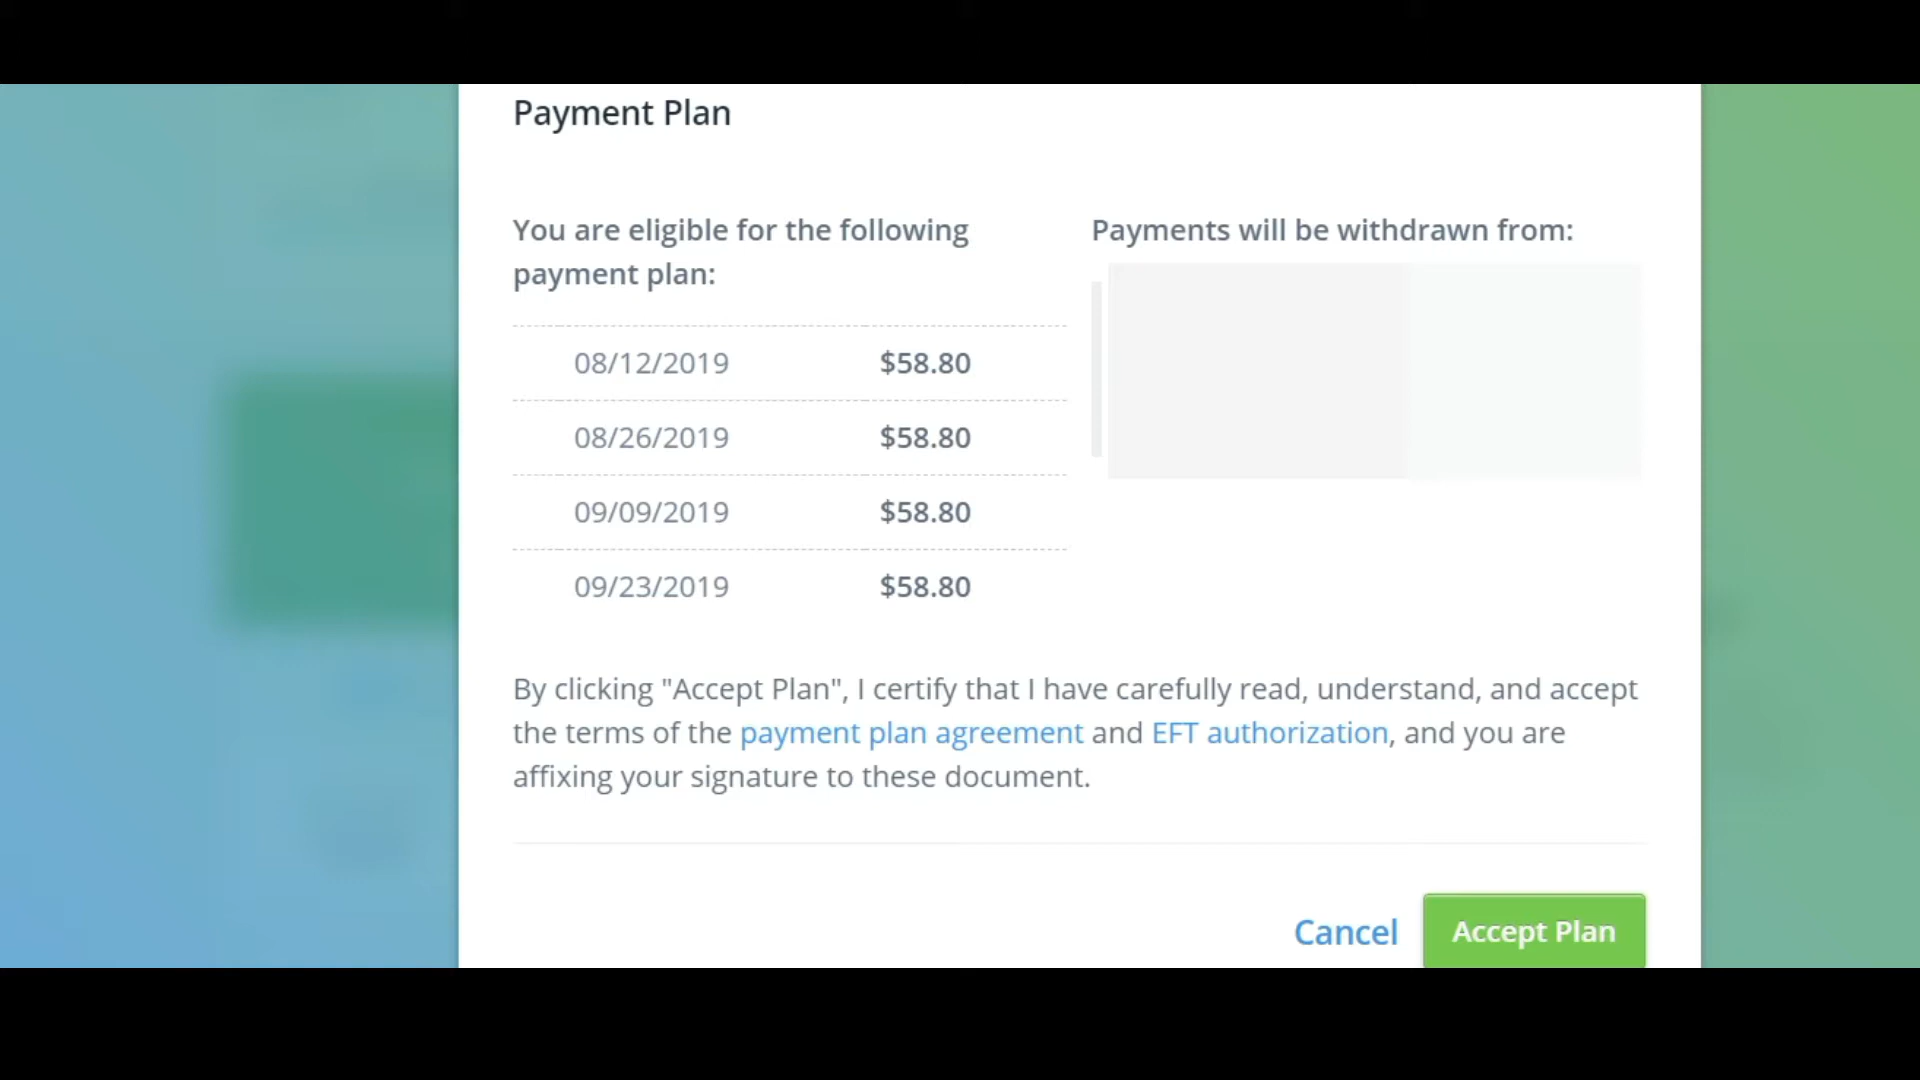 Payment Plan
You are eligible for the following
payment plan:
08/12/2019 $58.80
08/26/2019 $58.80
09/09/2019 $58.80
09/23/2019 $58.80
Payments will be withdrawn from:
By clicking "Accept Plan", I certify that I have carefully read, understand, and accept
the terms of the payment plan agreement and EFT authorization, and you are
affixing your signature to these document.
Cancel
Accept Plan